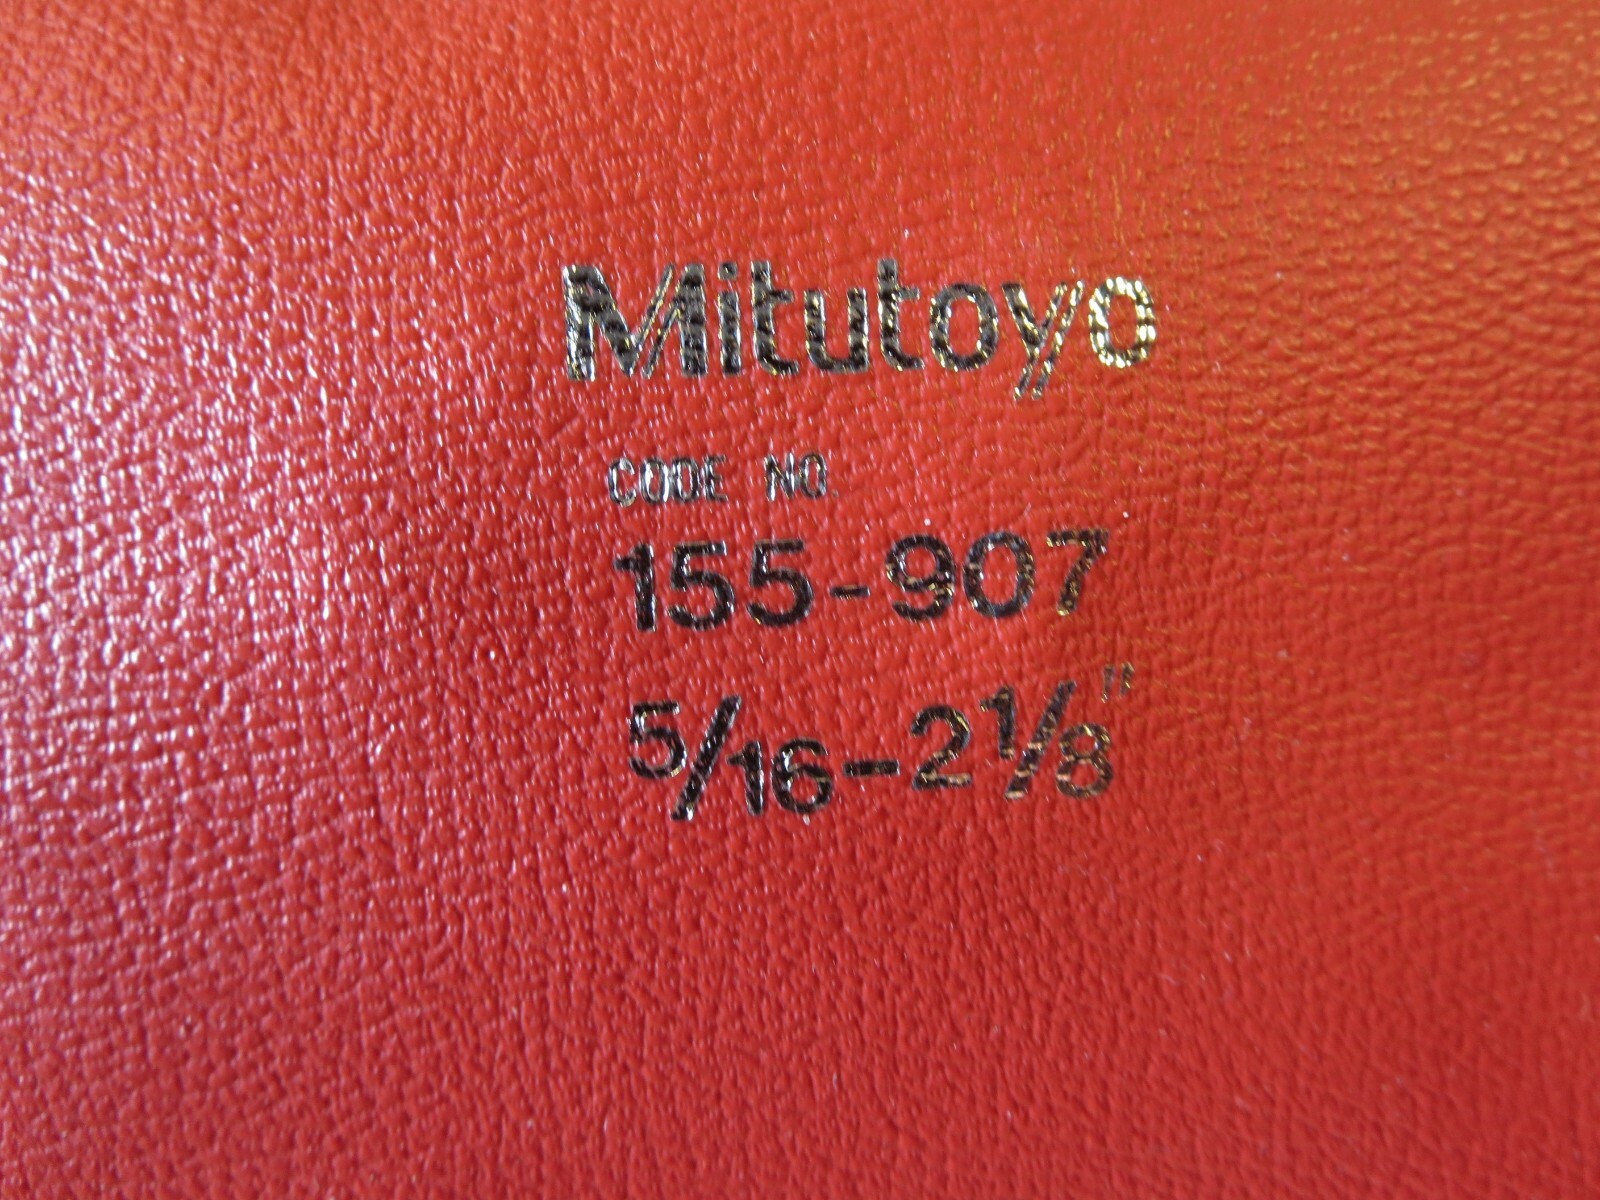 Mitutoyo
CODE NO.
155-907
5/16-2 1/8"